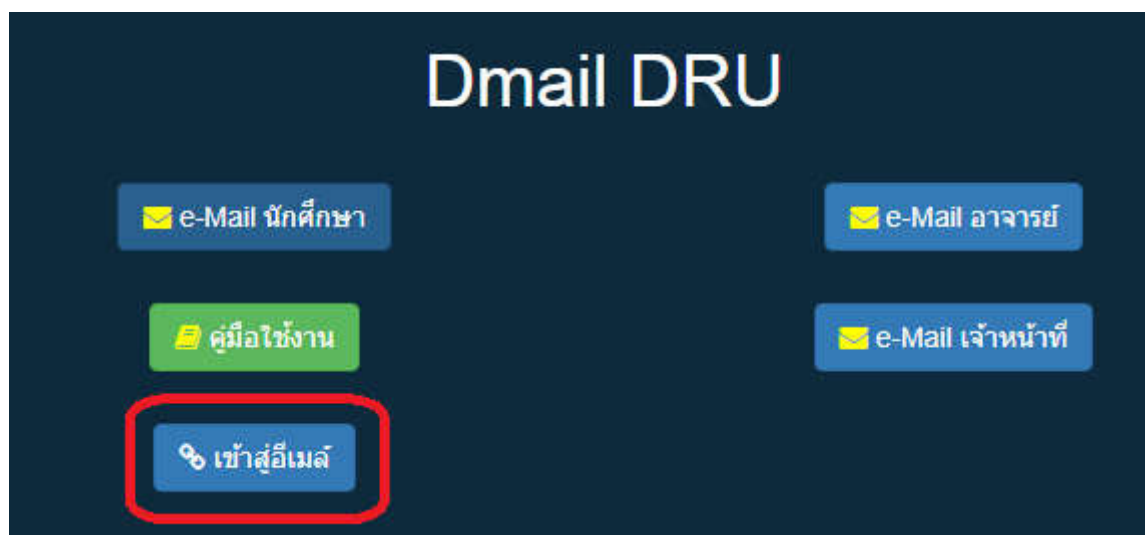 Dmail DRU
e-Mail นักศึกษา
e-Mail อาจารย์
คู่มือใช้งาน
e-Mail เจ้าหน้าที่
เข้าสู่อีเมล์